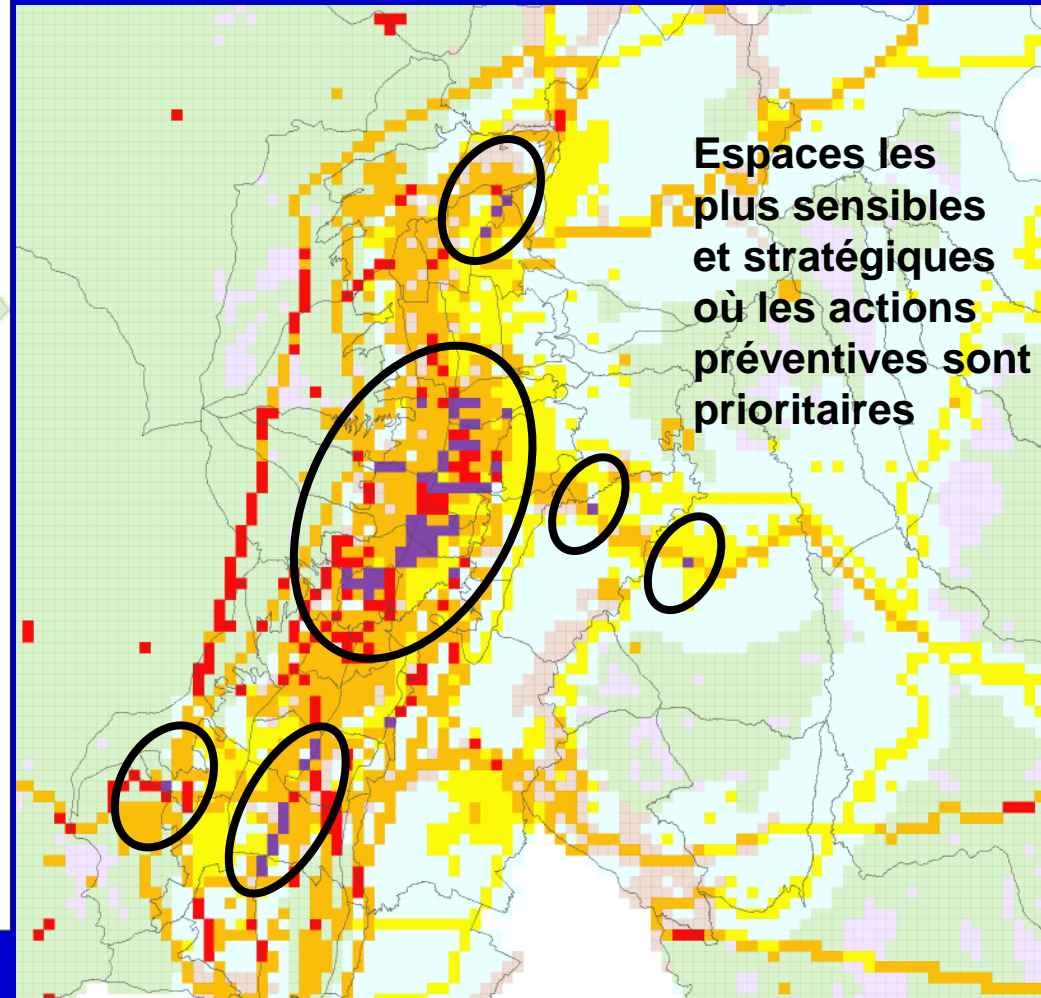 Espaces les
plus sensibles
et stratégiques
où les actions
préventives sont
prioritaires